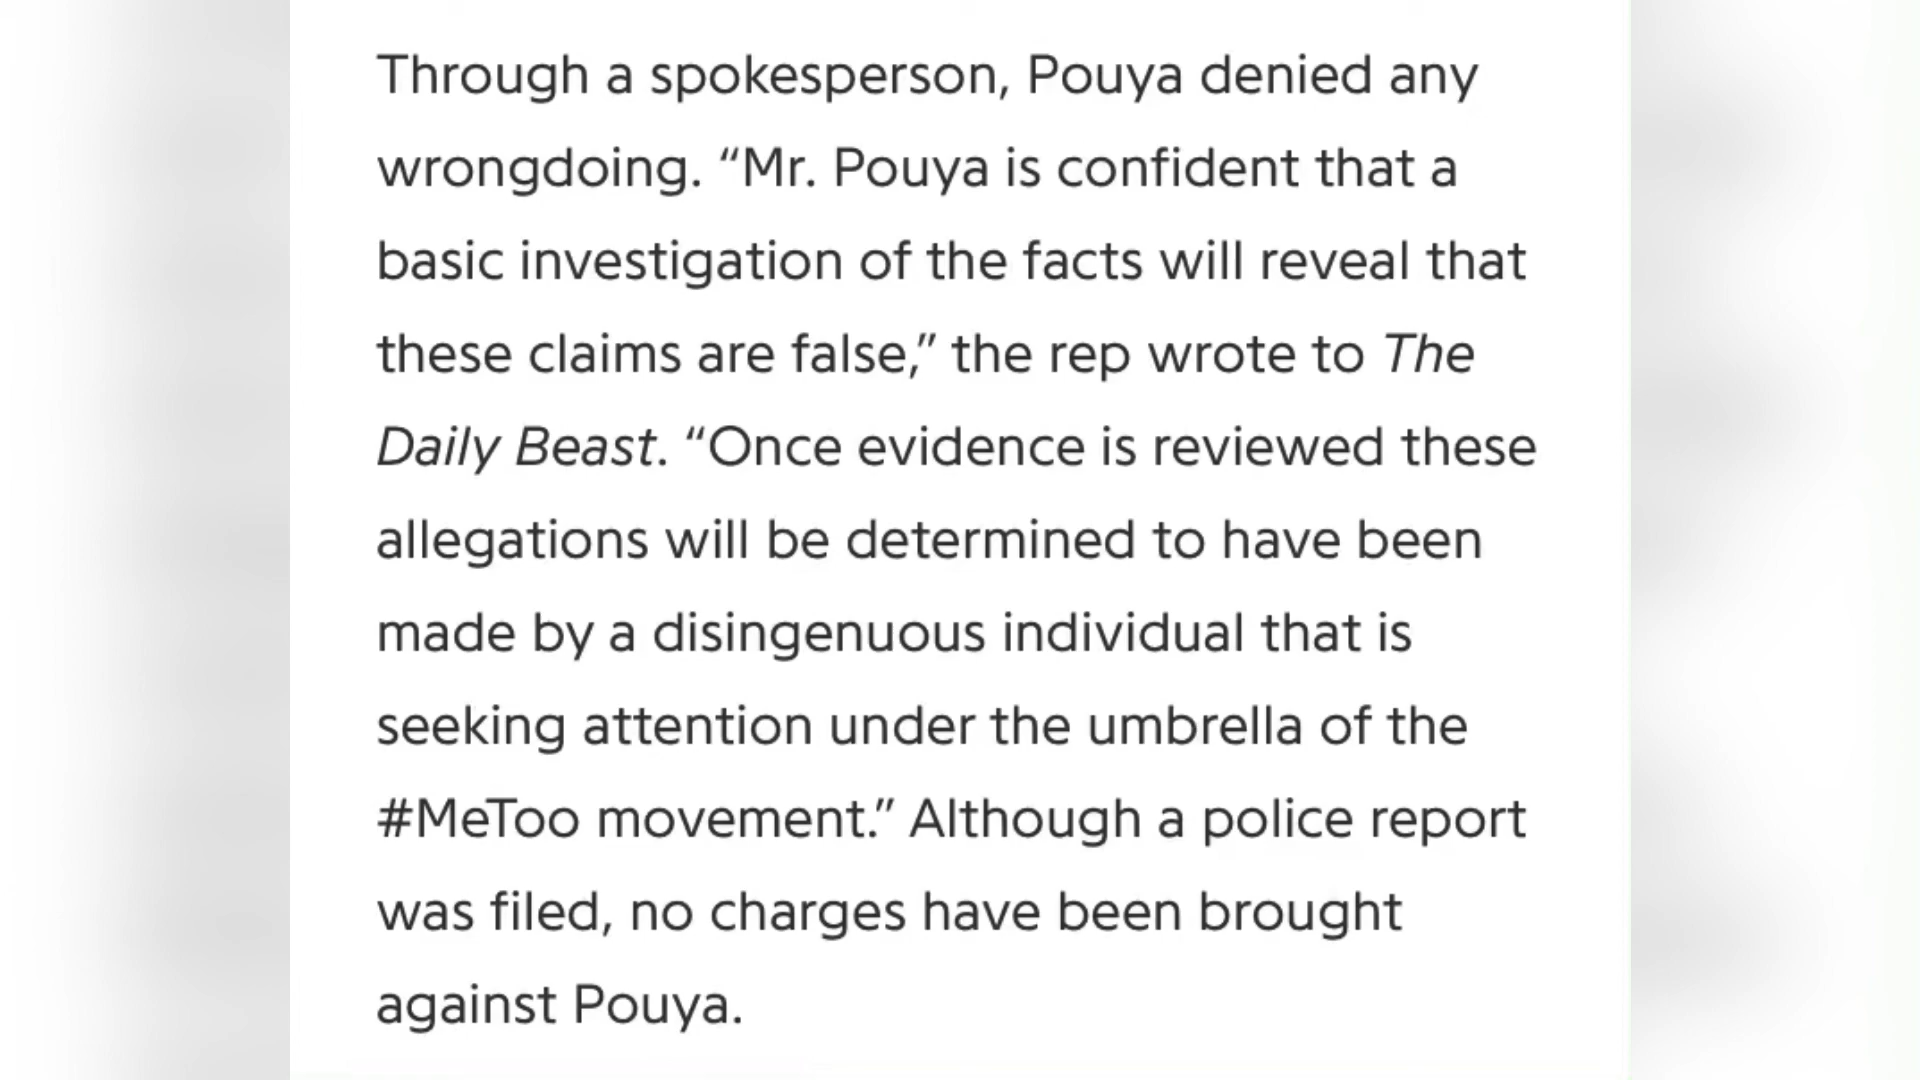 Through a spokesperson, Pouya denied any
wrongdoing. “Mr. Pouya is confident that a
basic investigation of the facts will reveal that
these claims are false,” the rep wrote to The
Daily Beast. “Once evidence is reviewed these
allegations will be determined to have been
made by a disingenuous individual that is
seeking attention under the umbrella of the
#MeToo movement.” Although a police report
was filed, no charges have been brought
against Pouya.